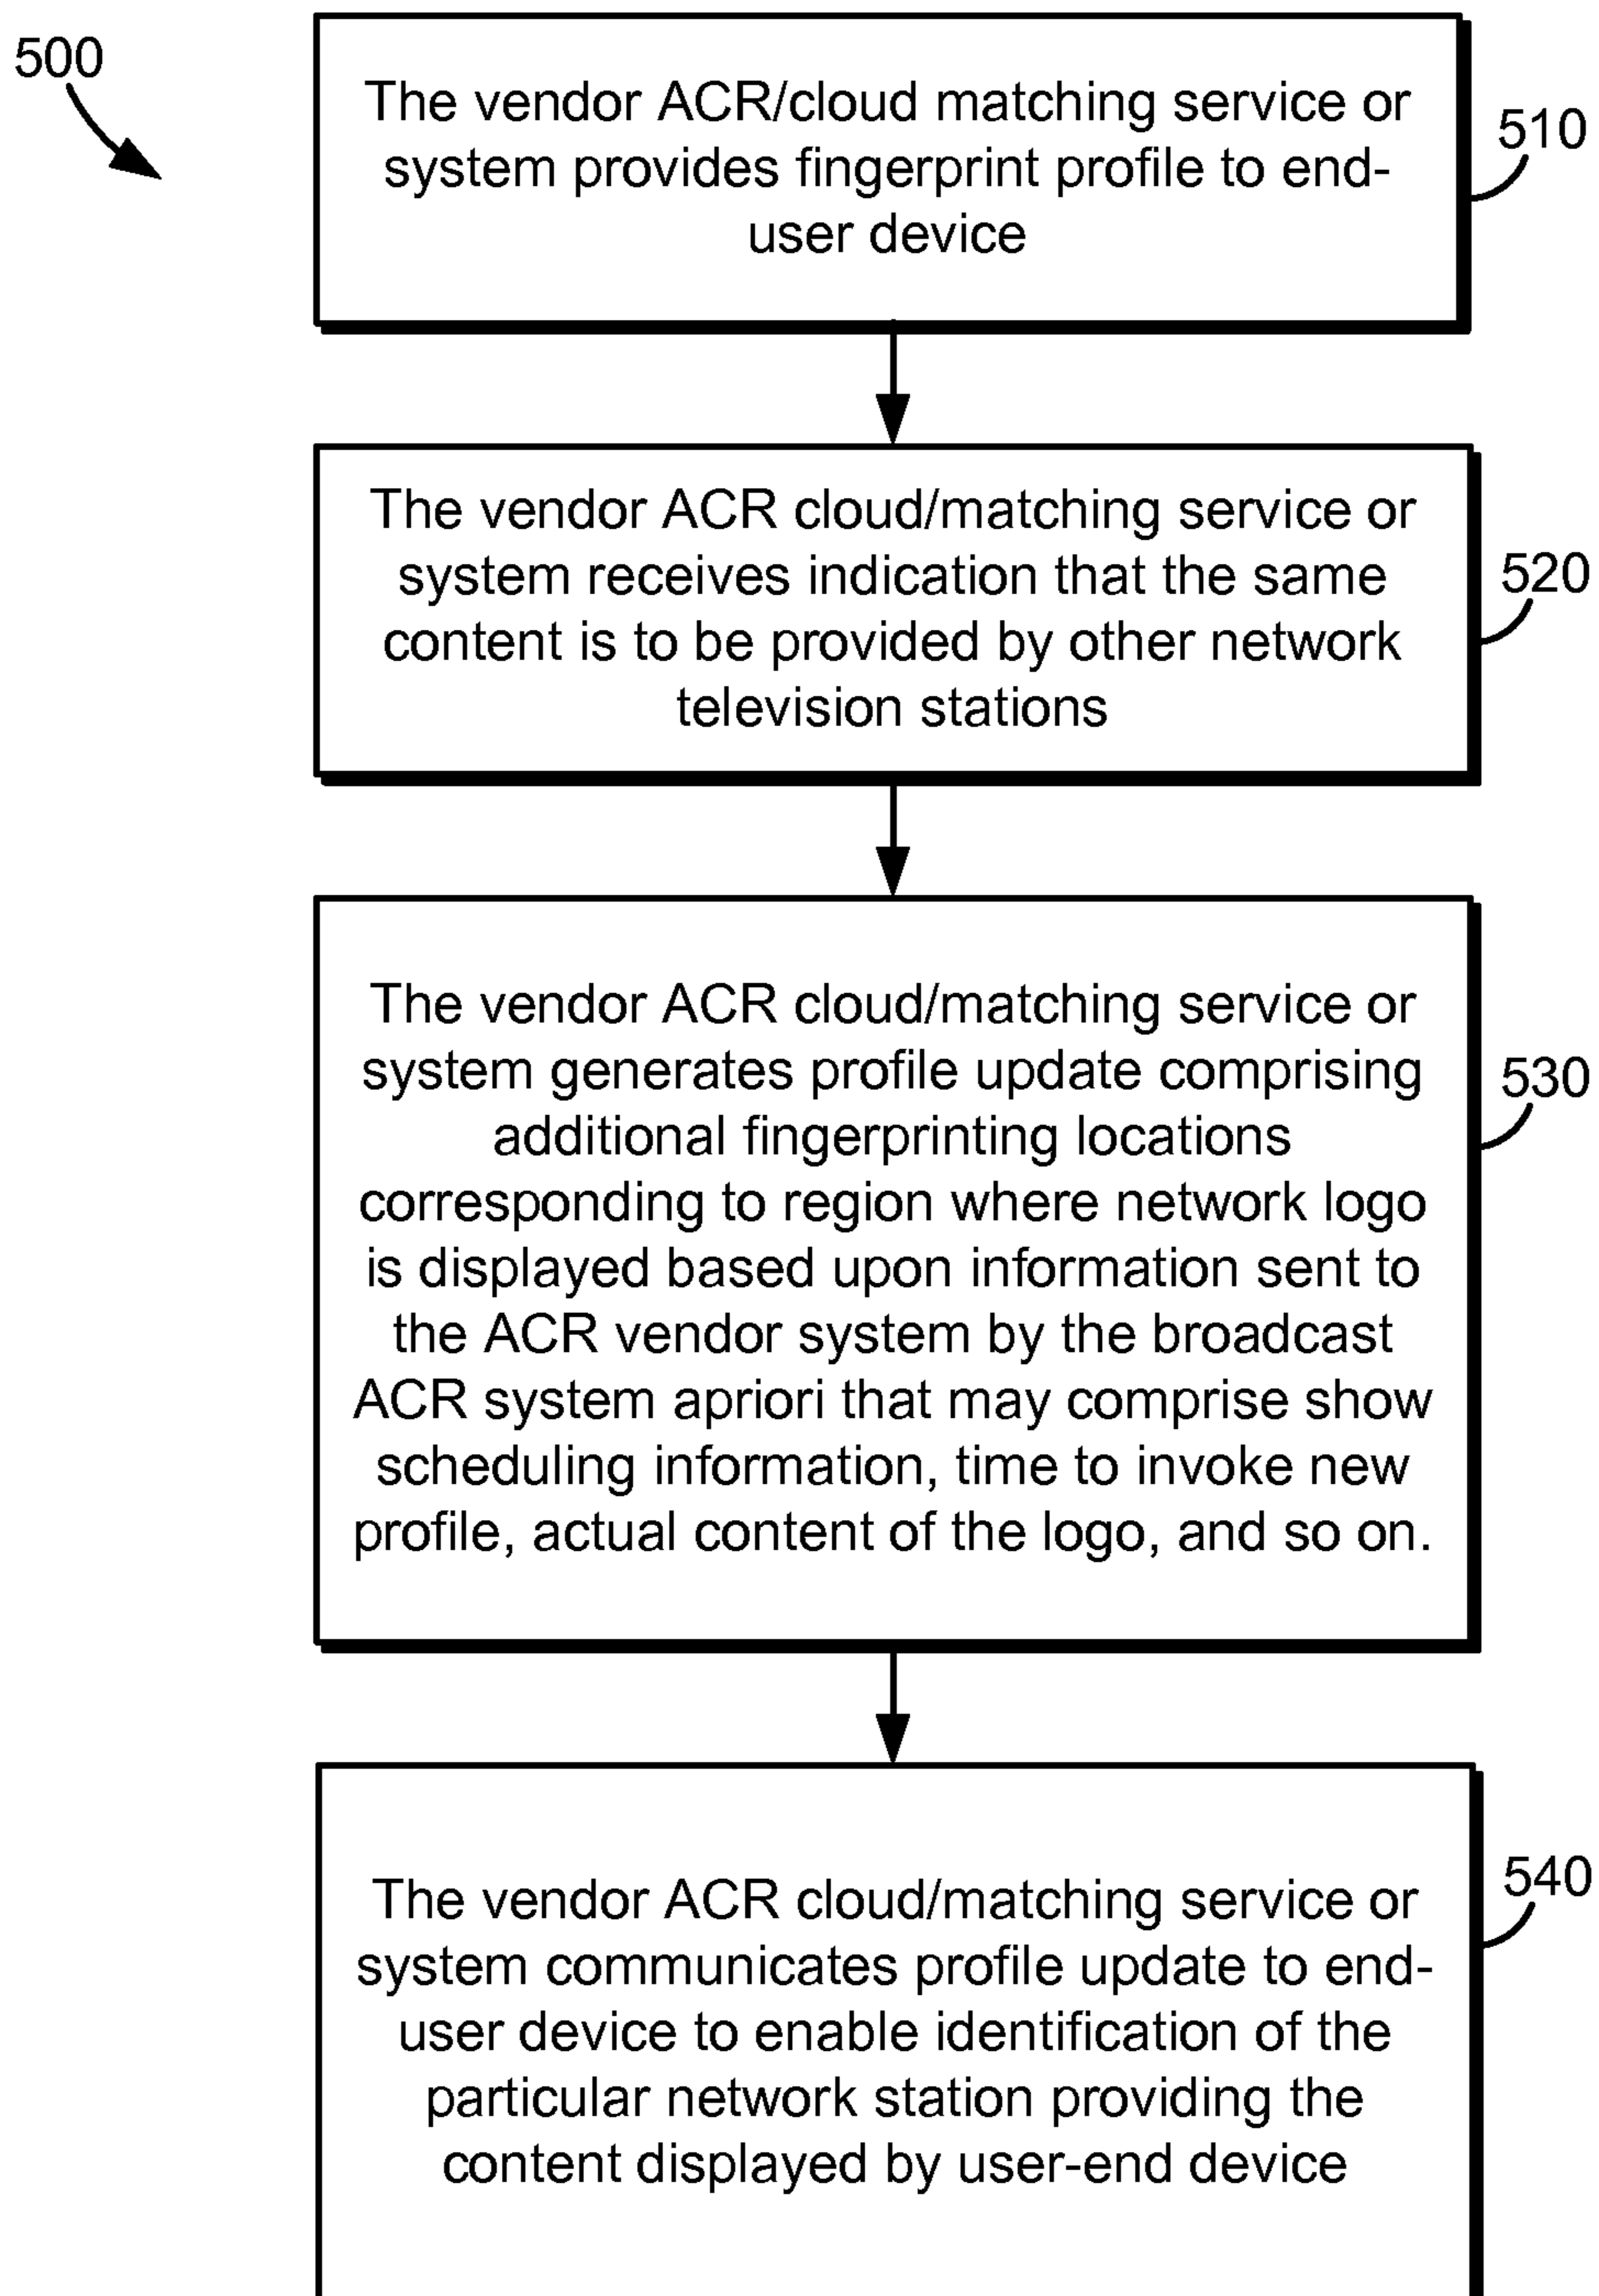 500
The vendor ACR/cloud matching service or
system provides fingerprint profile to end-
user device
510
The vendor ACR cloud/matching service or
system receives indication that the same
content is to be provided by other network
television stations
520
The vendor ACR cloud/matching service or
system generates profile update comprising
additional fingerprinting locations
corresponding to region where network logo
is displayed based upon information sent to
the ACR vendor system by the broadcast
ACR system apriori that may comprise show
scheduling information, time to invoke new
profile, actual content of the logo, and so on.
530
The vendor ACR cloud/matching service or
system communicates profile update to end-
user device to enable identification of the
particular network station providing the
content displayed by user-end device
540